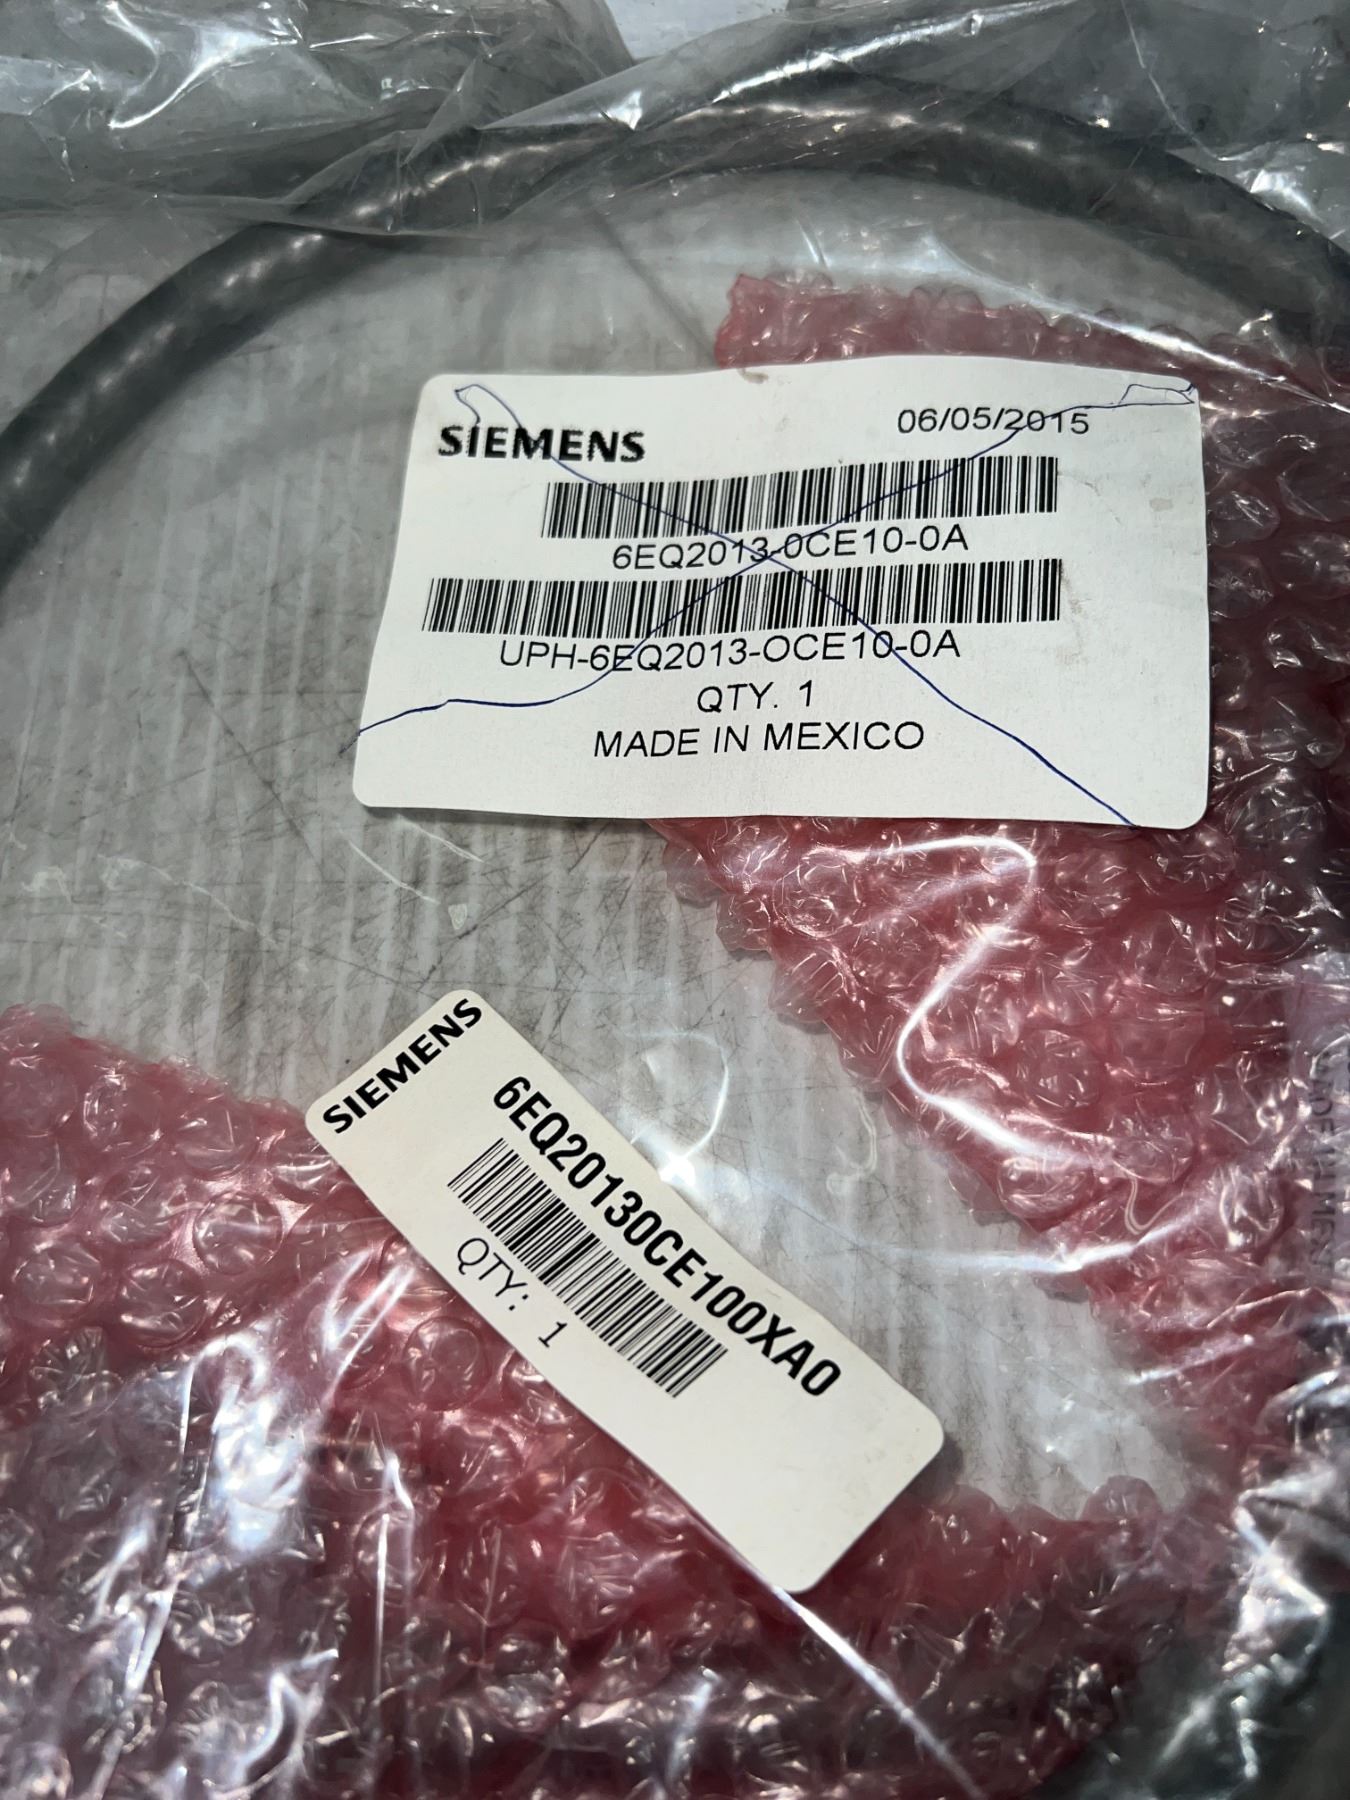 SIEMENS
06/05/2015
6EQ2013-0CE10-0A
UPH-6EQ2013-OCE10-0A
QTY. 1
MADE IN MEXICO
SIEMENS
6EQ20130CE100XA0
QTY: 1